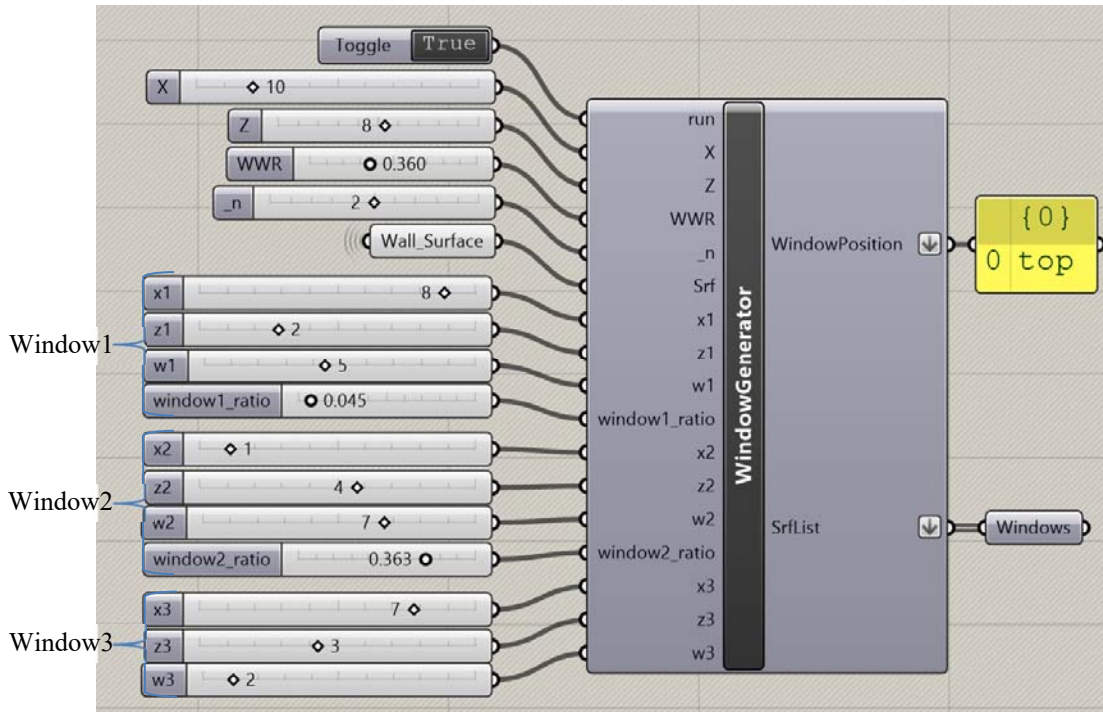 Toggle True
X 10
Z 8
WWR 0.360
_n 2
Wall_Surface
Window1
x1 8
z1 2
w1 5
window1_ratio 0.045
Window2
x2 1
z2 4
w2 7
window2_ratio 0.363
Window3
x3 7
z3 3
w3 2
run
X
Z
WWR
_n
Srf
x1
z1
w1
window1_ratio
x2
z2
w2
window2_ratio
x3
z3
w3
WindowGenerator
WindowPosition
SrfList
{0}
0 top
Windows